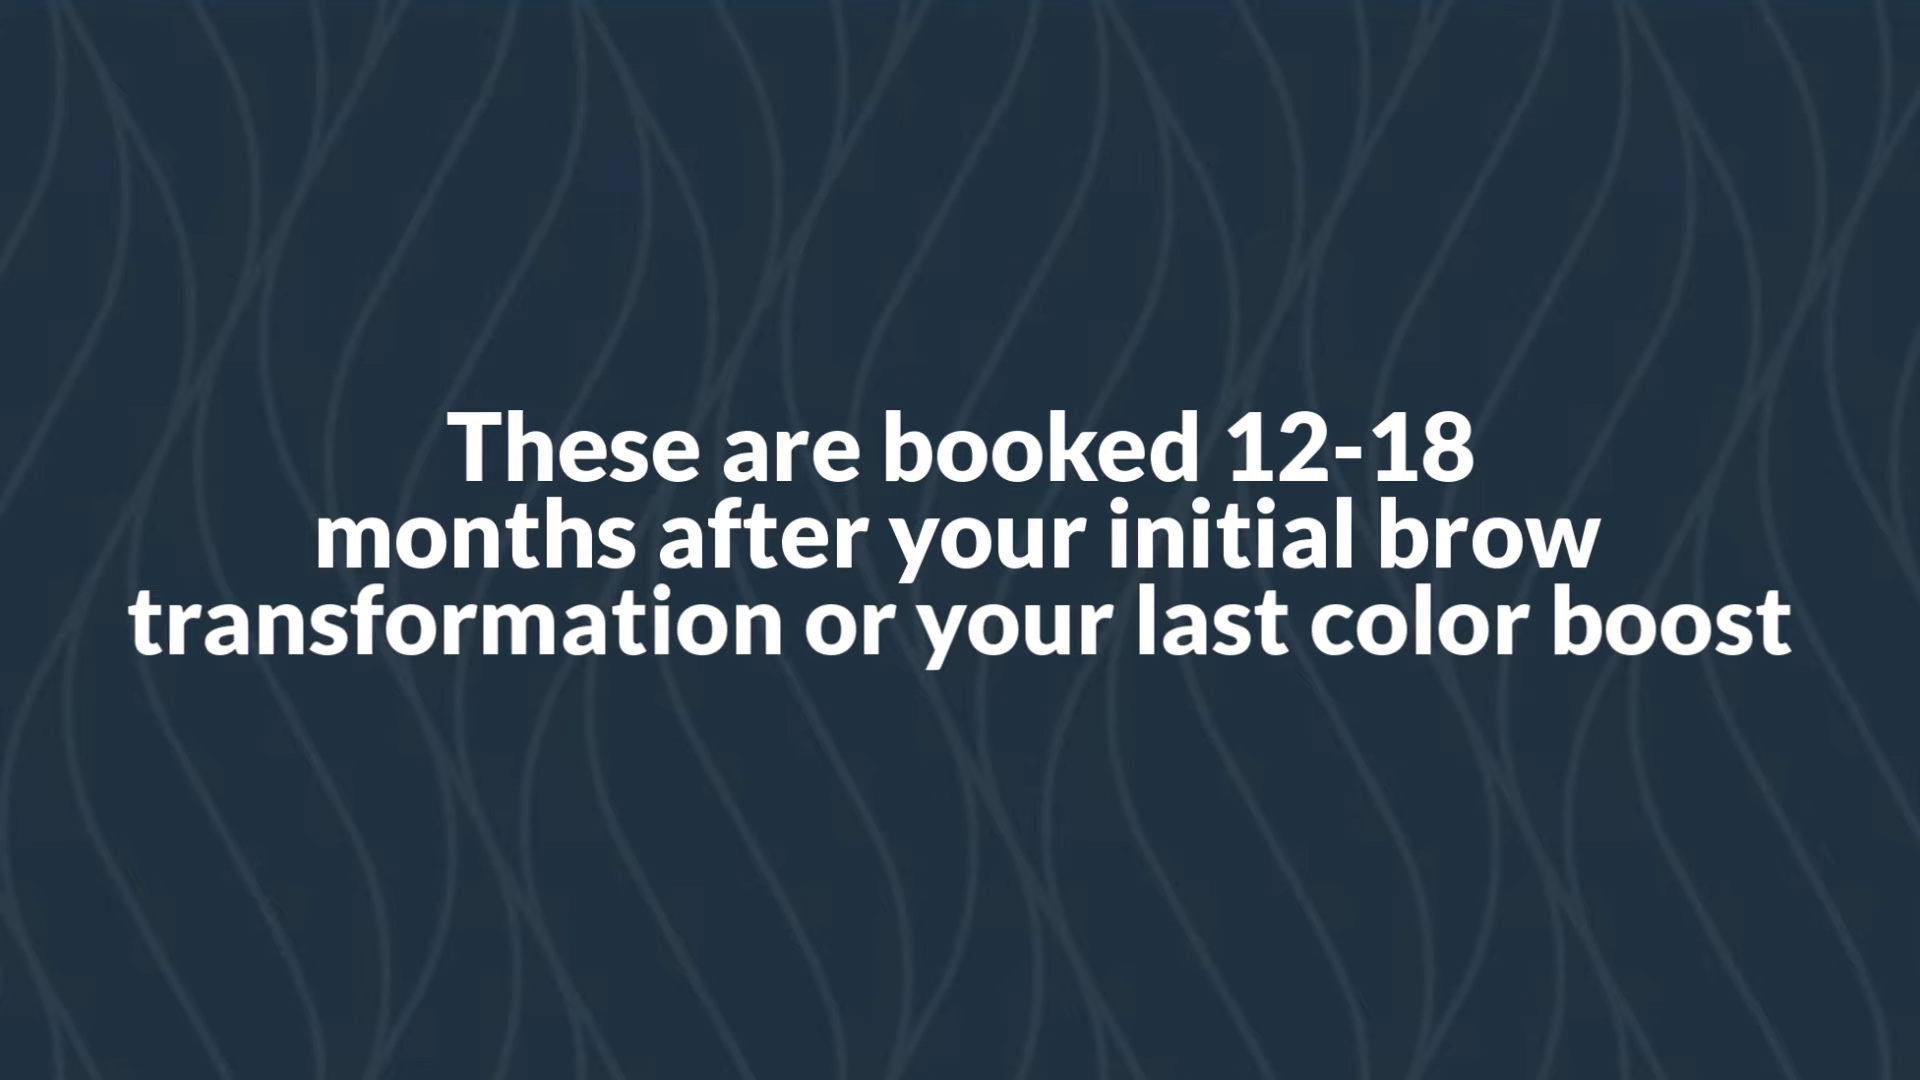 These are booked 12-18
months after your initial brow
transformation or your last color boost